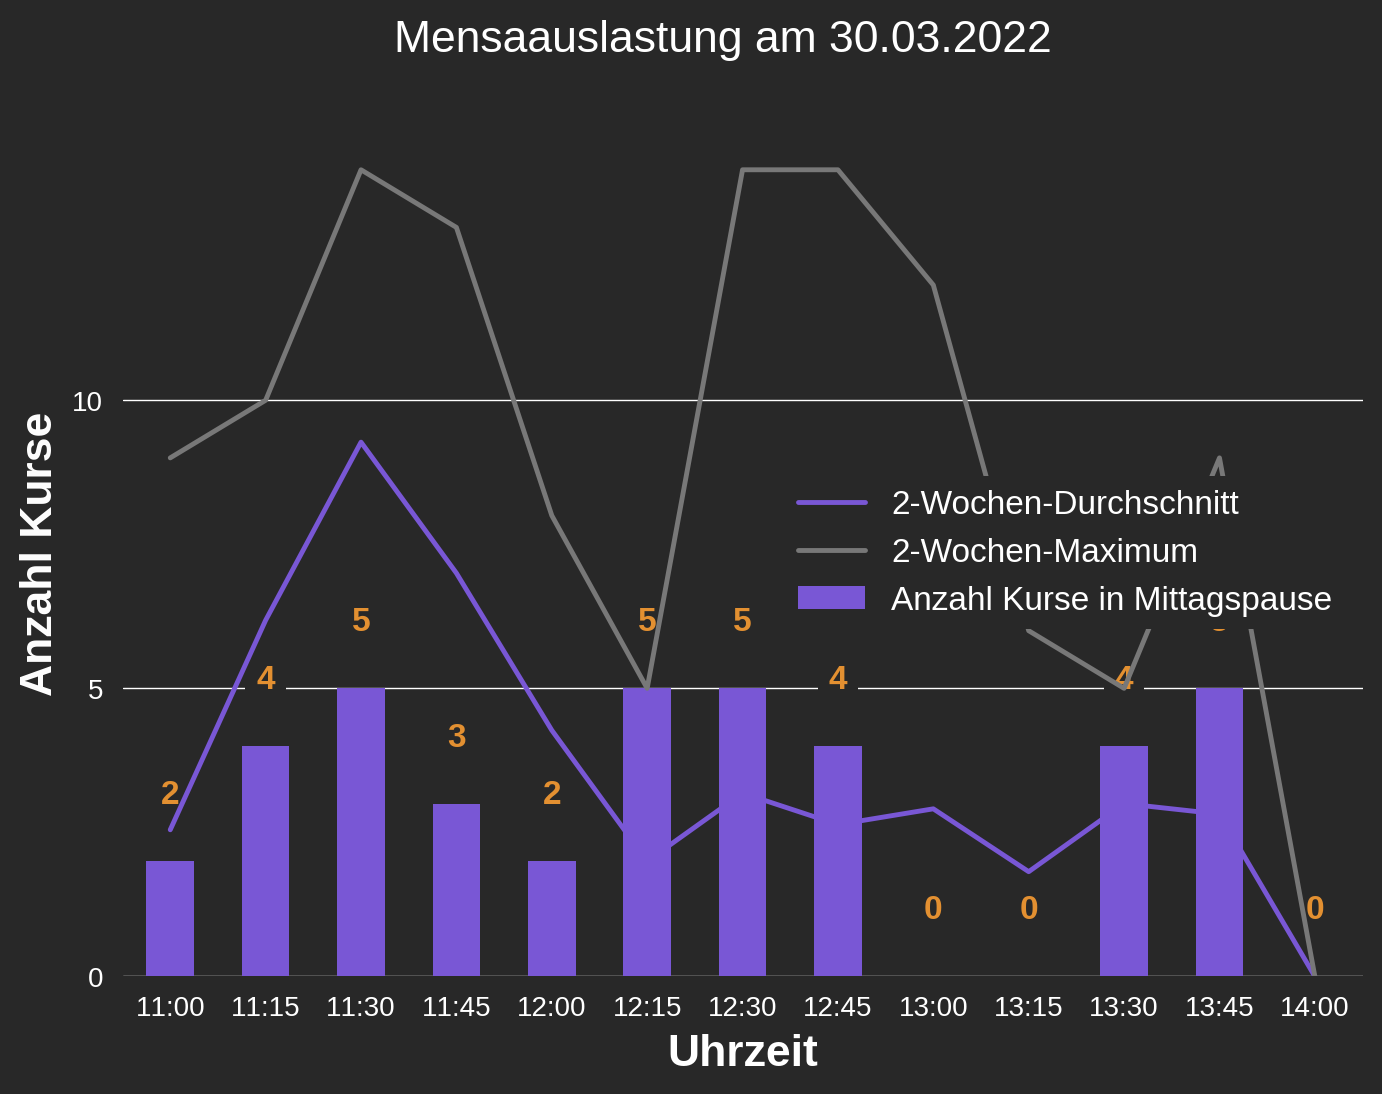 Mensaauslastung am 30.03.2022
Anzahl Kurse
10
5
0
2-Wochen-Durchschnitt
2-Wochen-Maximum
Anzahl Kurse in Mittagspause
5 5 5
4 4 4
3
2 2
0 0 0
11:00 11:15 11:30 11:45 12:00 12:15 12:30 12:45 13:00 13:15 13:30 13:45 14:00
Uhrzeit